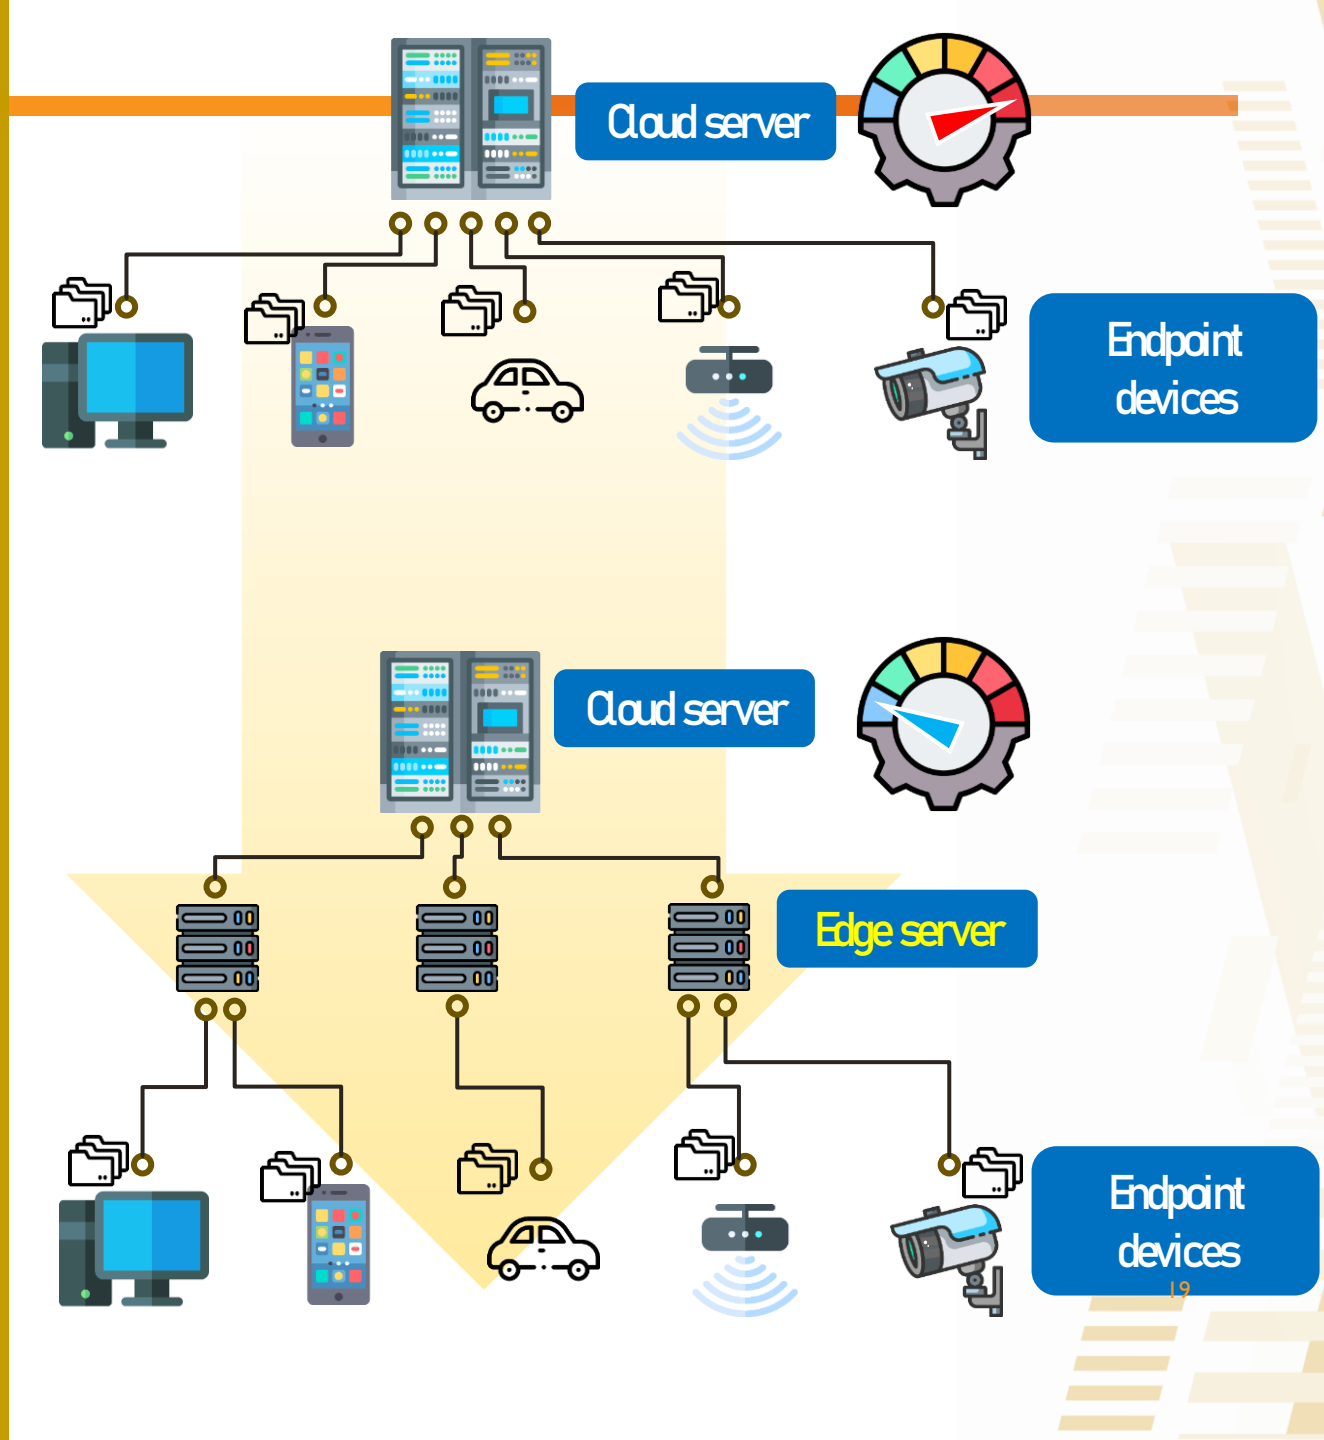 Cloud server
Endpoint
devices
Cloud server
Edge server
Endpoint
devices
19